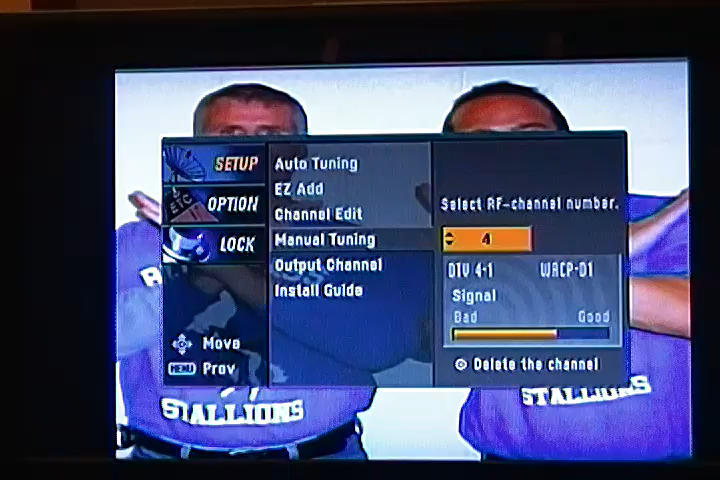 SETUP
OPTION
ETC
LOCK
Move
MENU Prev
Auto Tuning
EZ Add
Channel Edit
Manual Tuning
Output Channel
Install Guide
Select RF-channel number.
4
DTV 4-1 WACP-D1
Signal
Bad Good
Delete the channel
STALLIONS
STALLIONS